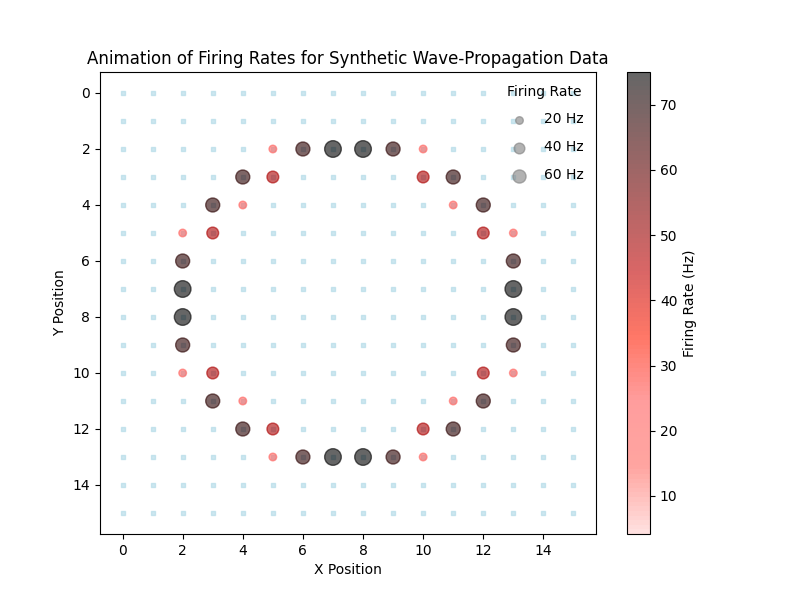 Animation of Firing Rates for Synthetic Wave-Propagation Data
Firing Rate
20 Hz
40 Hz
60 Hz
0
2
4
6
8
10
12
14
Y Position
0 2 4 6 8 10 12 14
X Position
70
60
50
40
30
20
10
Firing Rate (Hz)